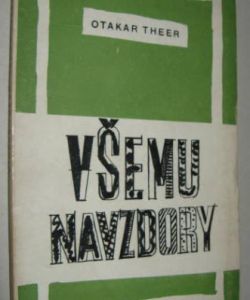 OTAKAR THEER
VŠEMU
NAVZDORY